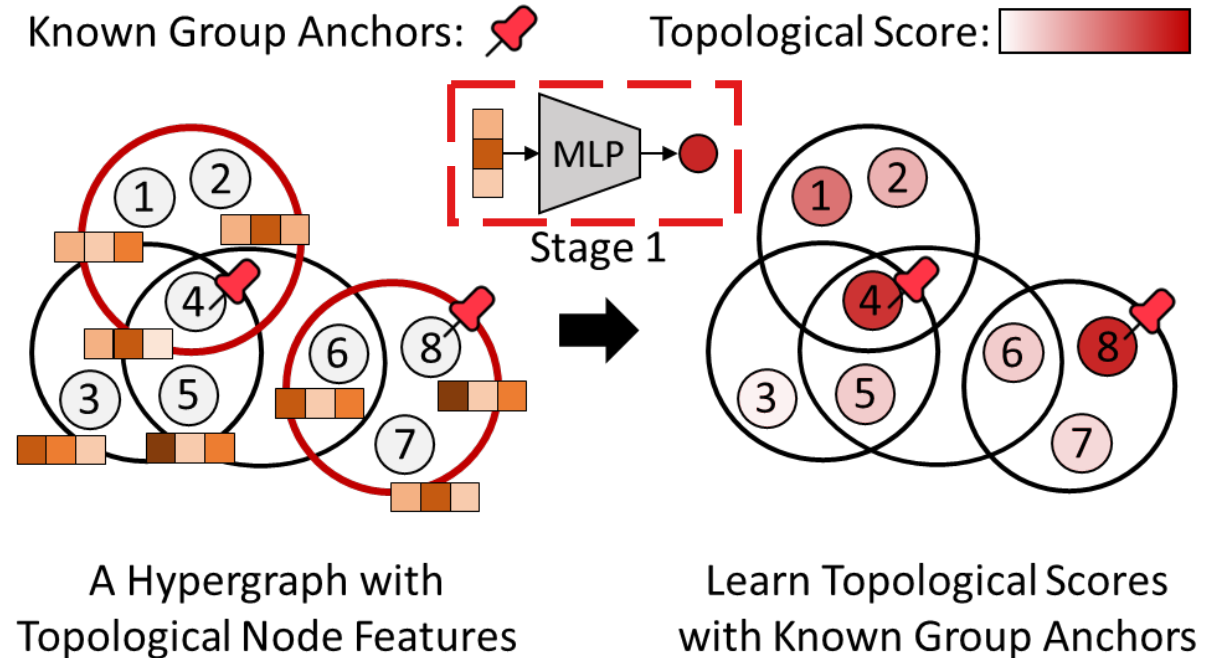 Known Group Anchors:
Topological Score:
MLP
Stage 1
1
2
4
3
5
6
8
7
1
2
4
3
5
6
8
7
A Hypergraph with
Topological Node Features
Learn Topological Scores
with Known Group Anchors